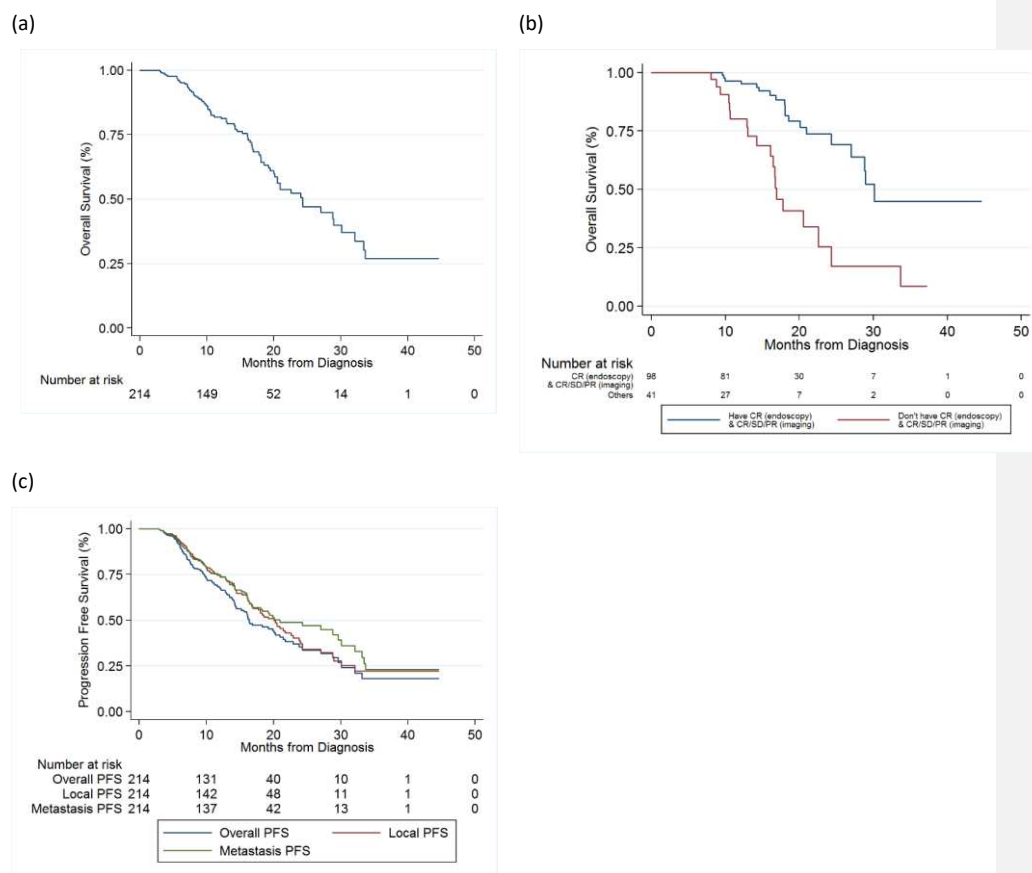 (a)
Overall Survival (%)
1.00
0.75
0.50
0.25
0.00
0 10 20 30 40 50
Months from Diagnosis
Number at risk
214 149 52 14 1 0
(b)
Overall Survival (%)
1.00
0.75
0.50
0.25
0.00
0 10 20 30 40 50
Months from Diagnosis
Number at risk
CR (endoscopy) 98 81 30 7 1 0
& CR/SD/PR (imaging)
Others 41 27 7 2 0 0
Have CR (endoscopy) Don't have CR (endoscopy)
& CR/SD/PR (imaging) & CR/SD/PR (imaging)
(c)
Progression Free Survival (%)
1.00
0.75
0.50
0.25
0.00
0 10 20 30 40 50
Months from Diagnosis
Number at risk
Overall PFS 214 131 40 10 1 0
Local PFS 214 142 48 11 1 0
Metastasis PFS 214 137 42 13 1 0
Overall PFS Local PFS
Metastasis PFS